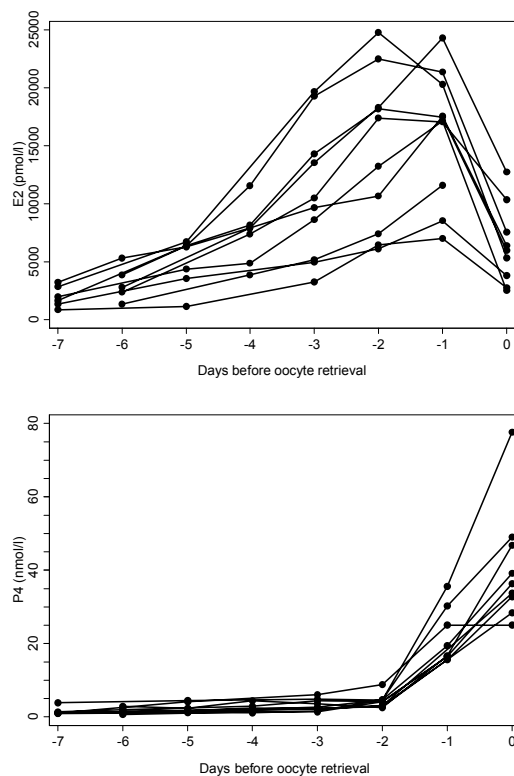 25000
20000
15000
10000
5000
0
E2 (pmol/l)
-7 -6 -5 -4 -3 -2 -1 0
Days before oocyte retrieval
80
60
40
20
0
P4 (nmol/l)
-7 -6 -5 -4 -3 -2 -1 0
Days before oocyte retrieval